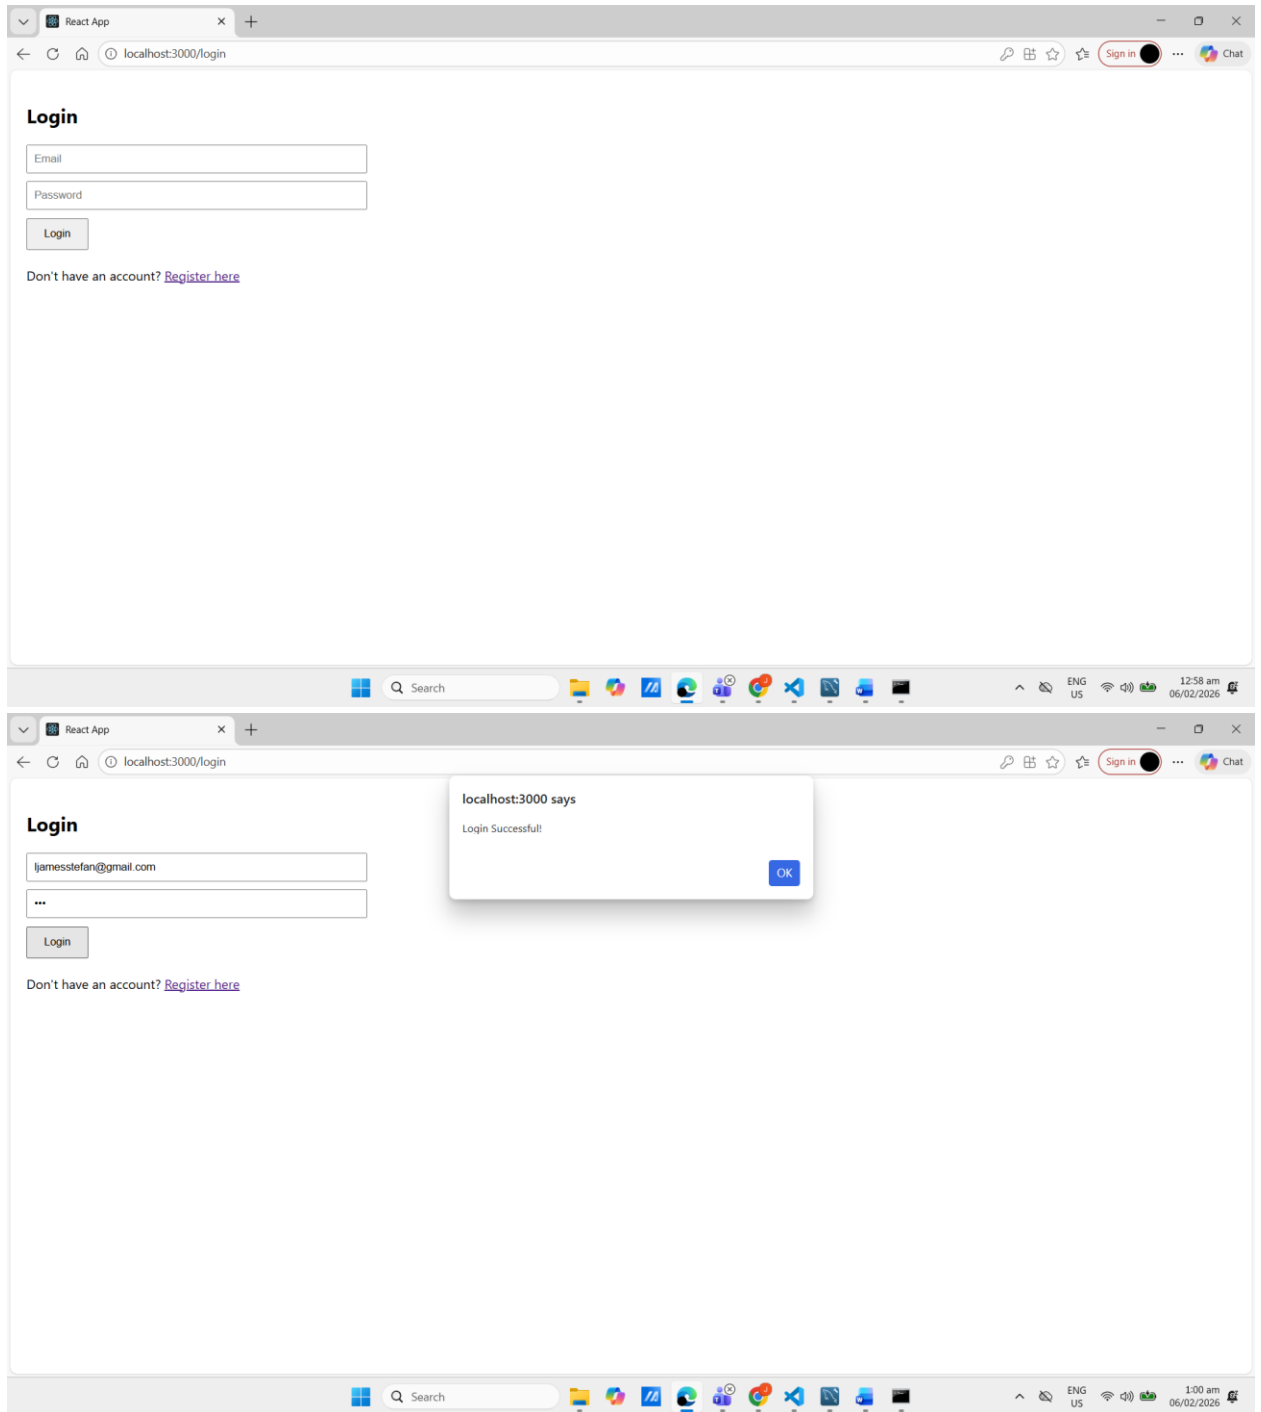 React App
localhost:3000/login
Sign in
Chat
Login
Email
Password
Login
Don't have an account? Register here
Search
ENG
US
12:58 am
06/02/2026
React App
localhost:3000/login
Sign in
Chat
localhost:3000 says
Login Successful!
OK
Login
ljamesstefan@gmail.com
•••
Login
Don't have an account? Register here
Search
ENG
US
1:00 am
06/02/2026